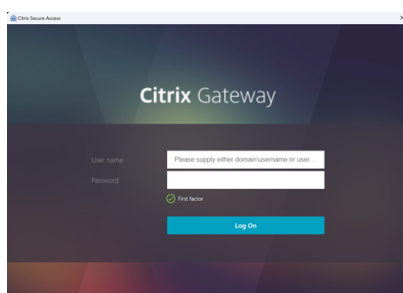 Citrix Secure Access
Citrix Gateway
User name
Please supply either domain\username or user...
Password
First factor
Log On